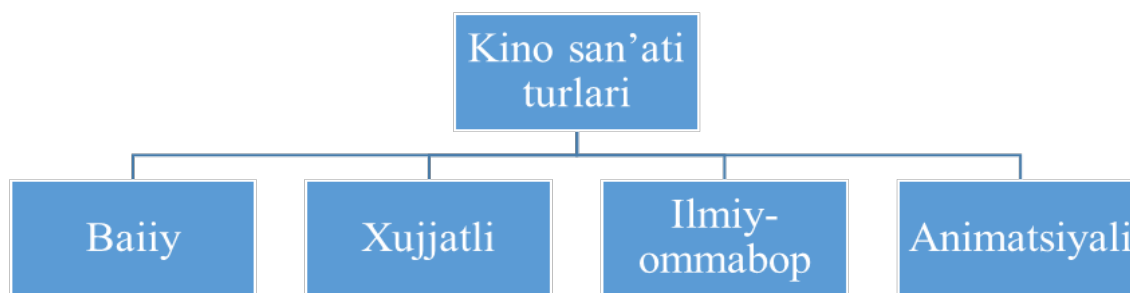 Kino san’ati
turlari
Baiiy
Xujjatli
Ilmiy-
ommabop
Animatsiyali